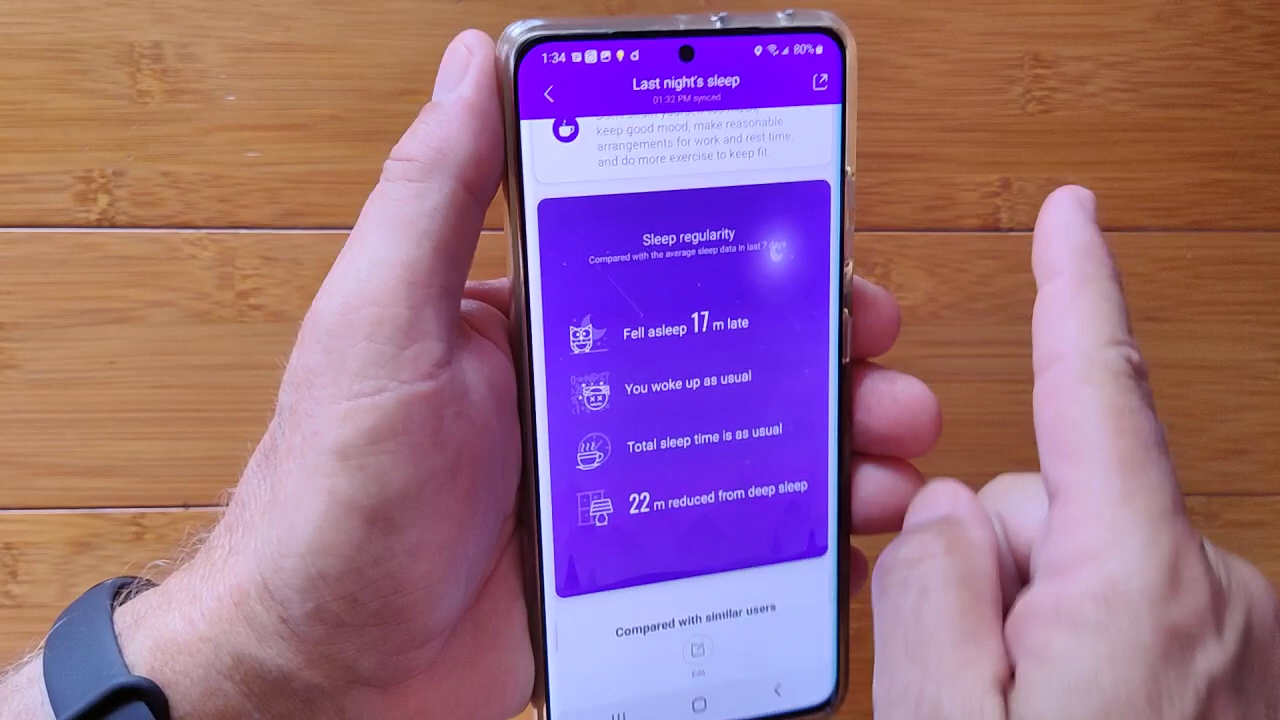 1:34
80%
Last night's sleep
01:32 PM synced
keep good mood, make reasonable
arrangements for work and rest time.
and do more exercise to keep fit.
Sleep regularity
Compared with the average sleep data in last 7 days
Fell asleep 17 m late
You woke up as usual
Total sleep time is as usual
22 m reduced from deep sleep
Compared with similar users
Edit